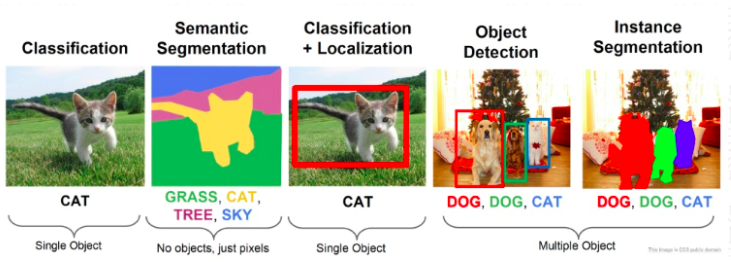 Classification
Semantic
Segmentation
Classification
+ Localization
Object
Detection
Instance
Segmentation
CAT
GRASS, CAT,
TREE, SKY
CAT
DOG, DOG, CAT
DOG, DOG, CAT
Single Object
No objects, just pixels
Single Object
Multiple Object
This image is CC0 public domain